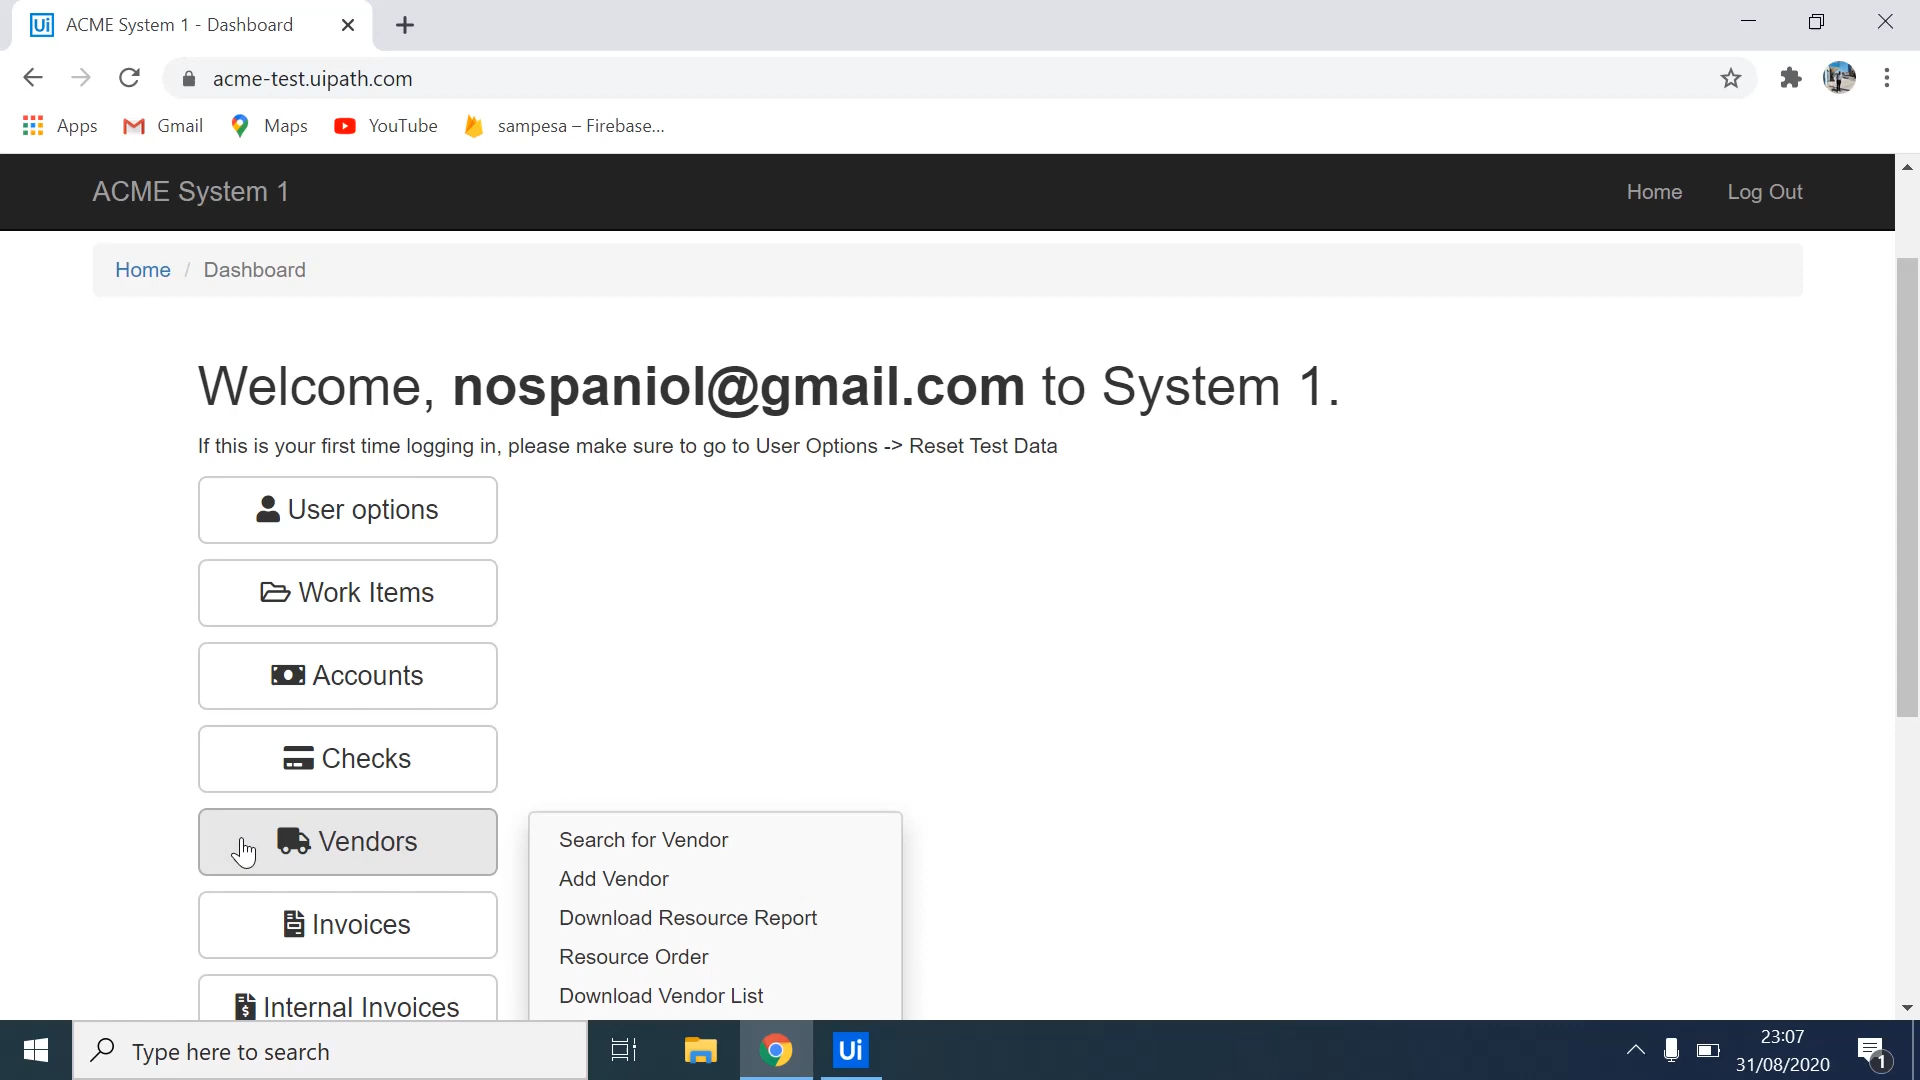 Ui ACME System 1 - Dashboard
acme-test.uipath.com
Apps Gmail Maps YouTube sampesa – Firebase...
ACME System 1 Home Log Out
Home / Dashboard
Welcome, nospaniol@gmail.com to System 1.
If this is your first time logging in, please make sure to go to User Options -> Reset Test Data
User options
Work Items
Accounts
Checks
Vendors
Search for Vendor
Add Vendor
Download Resource Report
Resource Order
Download Vendor List
Invoices
Internal Invoices
Type here to search
Ui
23:07
31/08/2020
1